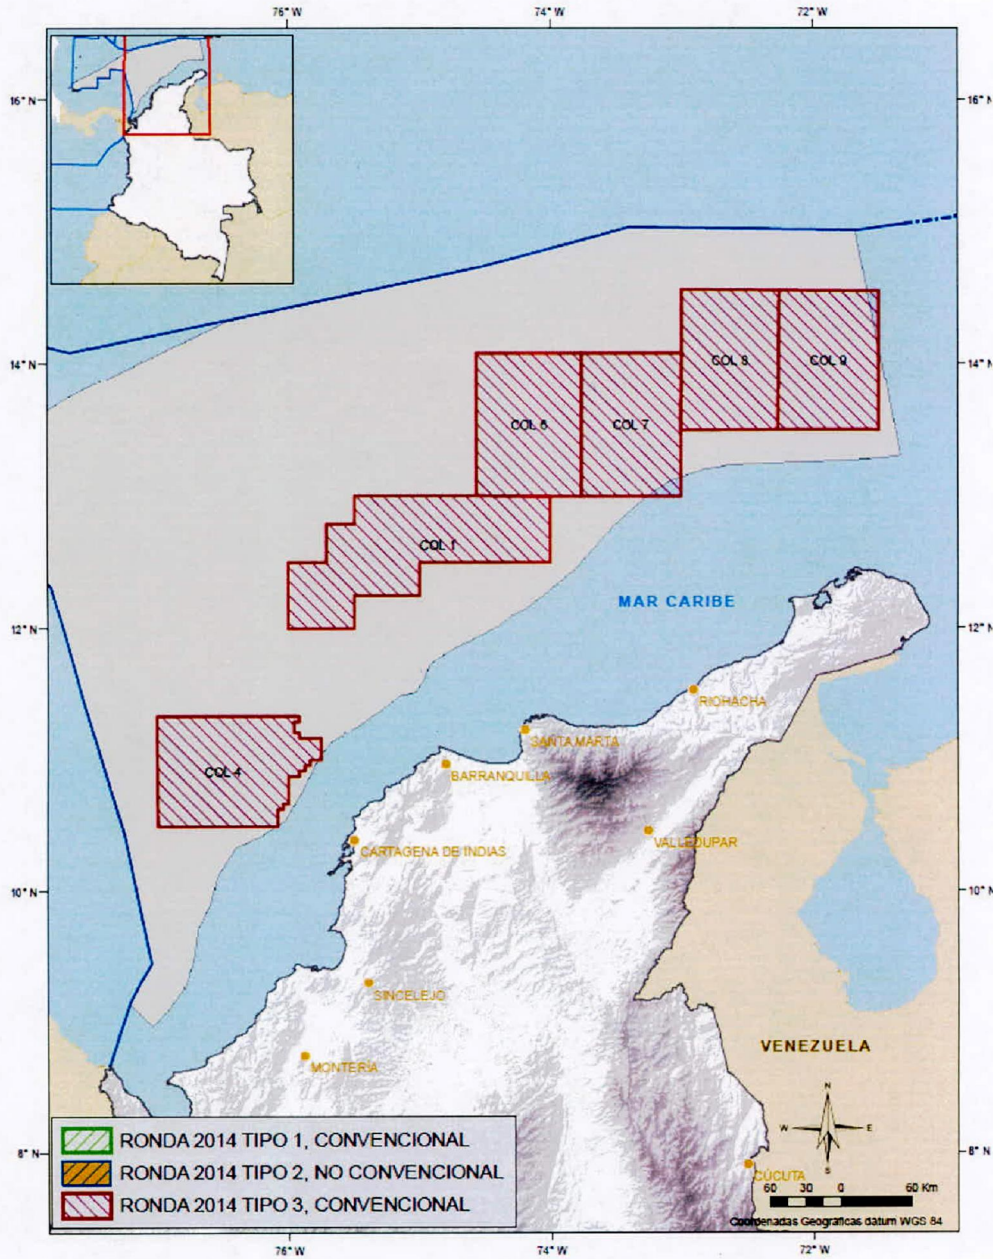 76° W 74° W 72° W
16° N 16° N
14° N 14° N
COL 8 COL 9
COL 6 COL 7
COL 1
MAR CARIBE
12° N 12° N
RIOHACHA
SANTA MARTA
COL 4
BARRANQUILLA
CARTAGENA DE INDIAS
VALLEDUPAR
10° N 10° N
SINCELEJO
VENEZUELA
MONTERÍA
N
W E
S
RONDA 2014 TIPO 1, CONVENCIONAL
RONDA 2014 TIPO 2, NO CONVENCIONAL
RONDA 2014 TIPO 3, CONVENCIONAL
8° N 8° N
CÚCUTA
60 30 0 60 Km
Coordenadas Geográficas datum WGS 84
76° W 74° W 72° W